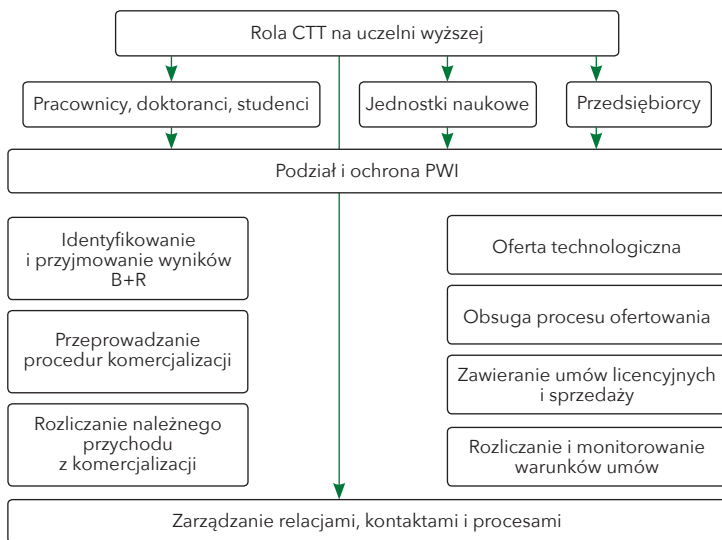 Rola CTT na uczelni wyższej
Pracownicy, doktoranci, studenci
Jednostki naukowe
Przedsiębiorcy
Podział i ochrona PWI
Identyfikowanie
i przyjmowanie wyników
B+R
Przeprowadzanie
procedur komercjalizacji
Rozliczanie należnego
przychodu
z komercjalizacji
Oferta technologiczna
Obsuga procesu ofertowania
Zawieranie umów licencyjnych
i sprzedaży
Rozliczanie i monitorowanie
warunków umów
Zarządzanie relacjami, kontaktami i procesami